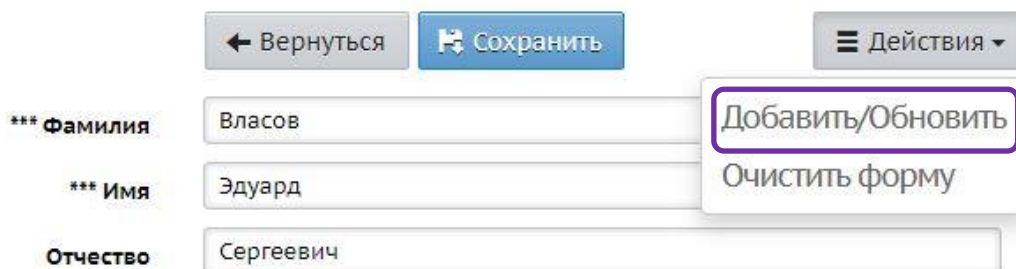 Вернуться Сохранить Действия
*** Фамилия Власов Добавить/Обновить
*** Имя Эдуард Очистить форму
Отчество Сергеевич